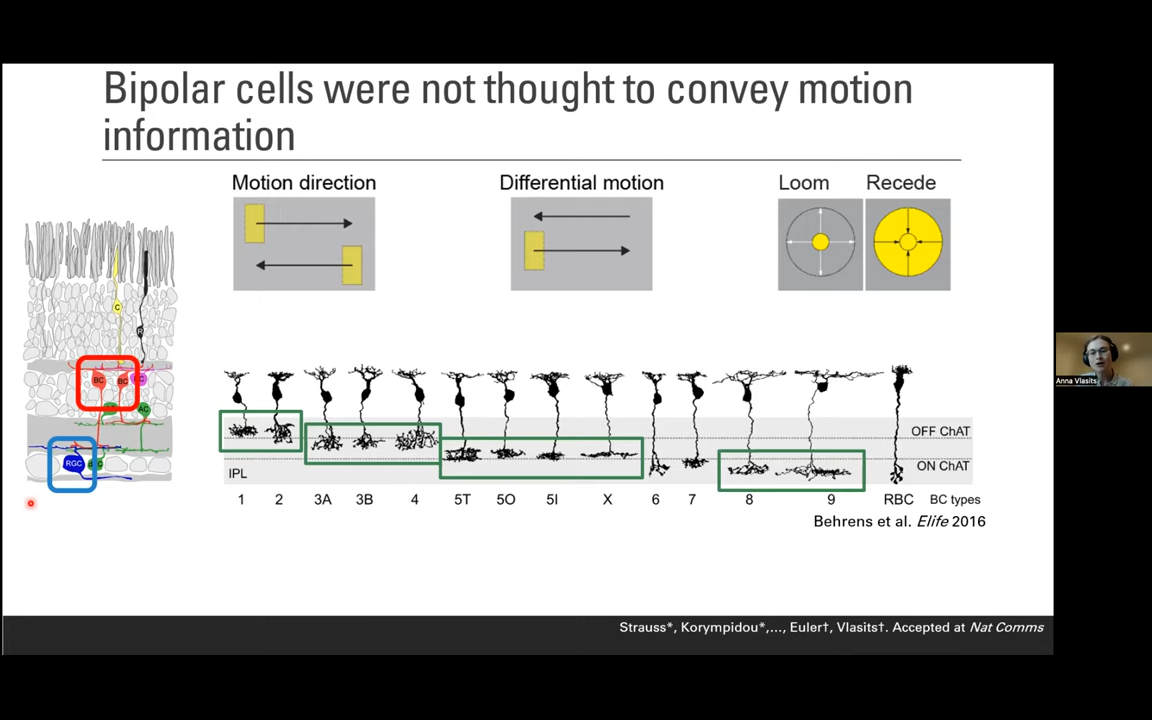 Bipolar cells were not thought to convey motion
information
Motion direction
Differential motion
Loom
Recede
C
R
BC
BC
AC
RGC
OFF ChAT
ON ChAT
IPL
1 2 3A 3B 4 5T 5O 5I X 6 7 8 9 RBC BC types
Behrens et al. Elife 2016
Strauss*, Korympidou*,..., Euler†, Vlasits†. Accepted at Nat Comms
Anna Vlasits